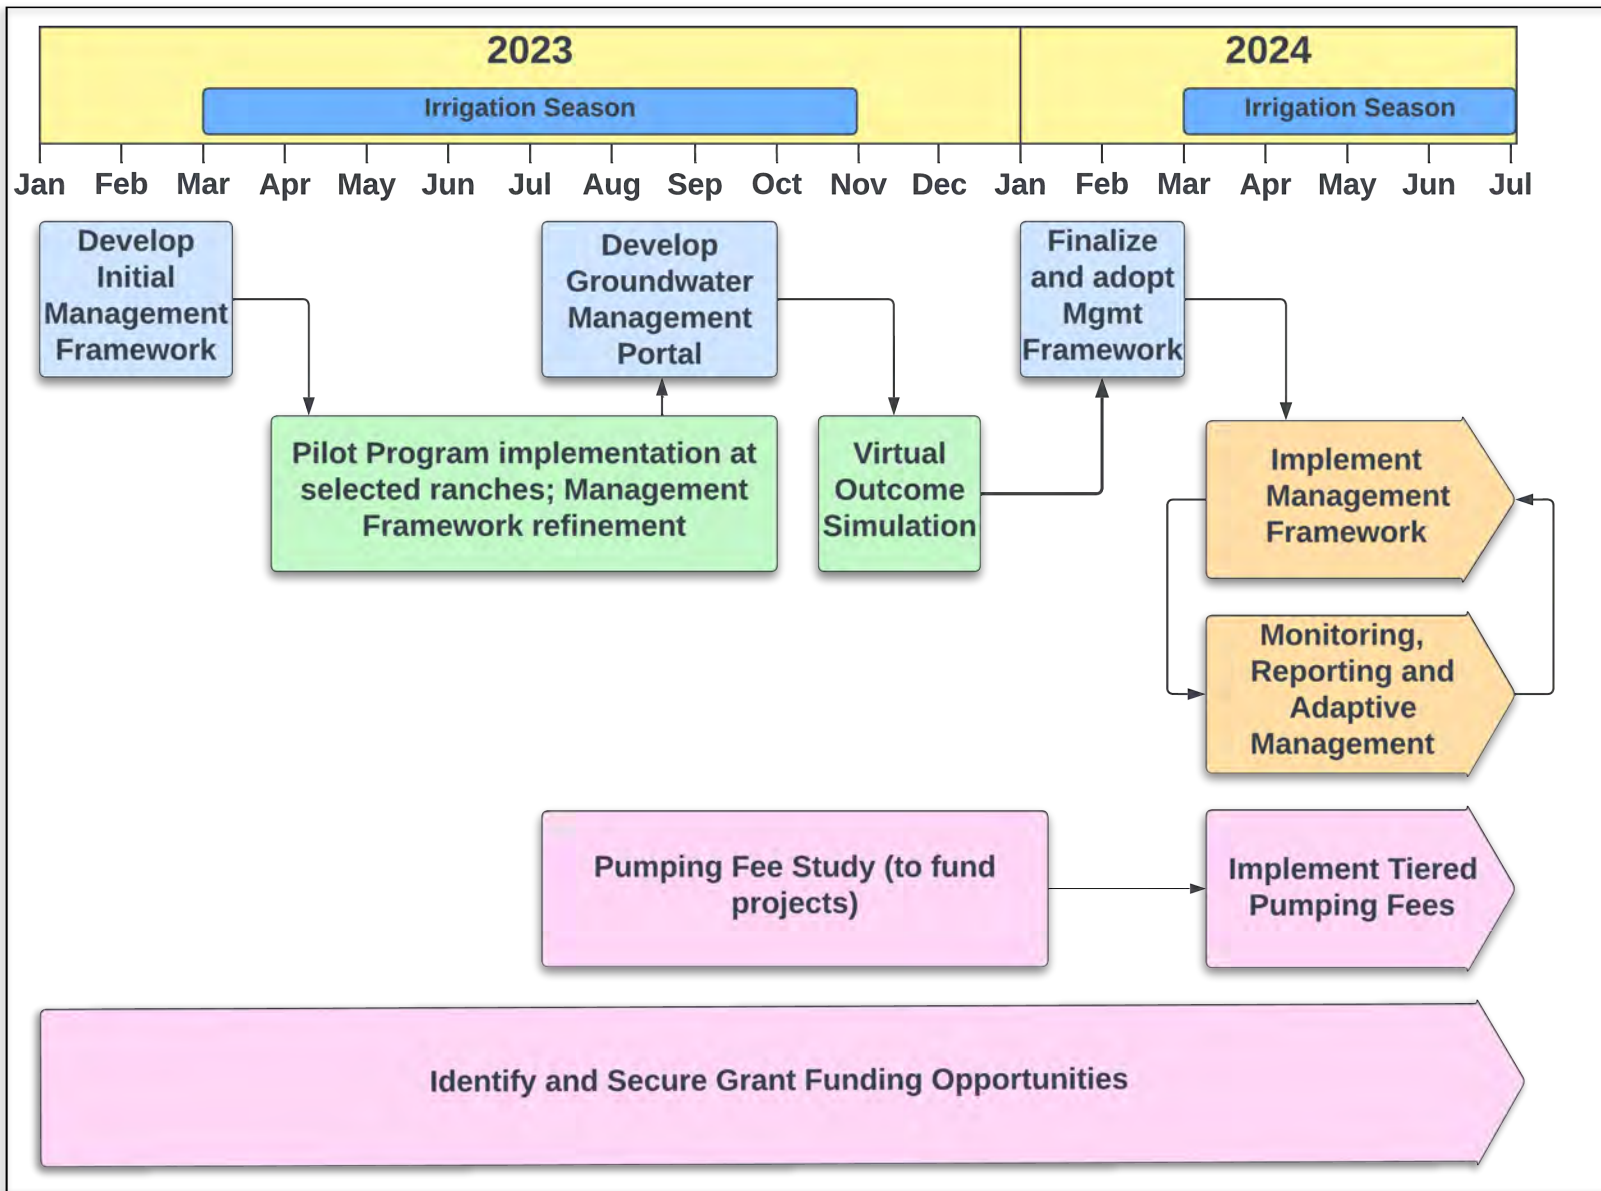 2023
2024
Irrigation Season
Irrigation Season
Jan Feb Mar Apr May Jun Jul Aug Sep Oct Nov Dec Jan Feb Mar Apr May Jun Jul
Develop
Initial
Management
Framework
Develop
Groundwater
Management
Portal
Finalize
and adopt
Mgmt
Framework
Pilot Program implementation at
selected ranches; Management
Framework refinement
Virtual
Outcome
Simulation
Implement
Management
Framework
Monitoring,
Reporting and
Adaptive
Management
Pumping Fee Study (to fund
projects)
Implement Tiered
Pumping Fees
Identify and Secure Grant Funding Opportunities